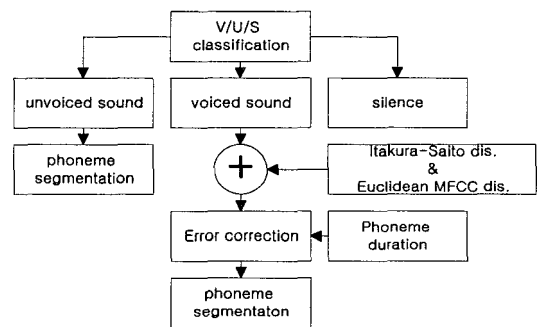 V/U/S
classification
unvoiced sound
voiced sound
silence
phoneme
segmentation
+
Itakura-Saito dis.
&
Euclidean MFCC dis.
Error correction
Phoneme
duration
phoneme
segmentaton